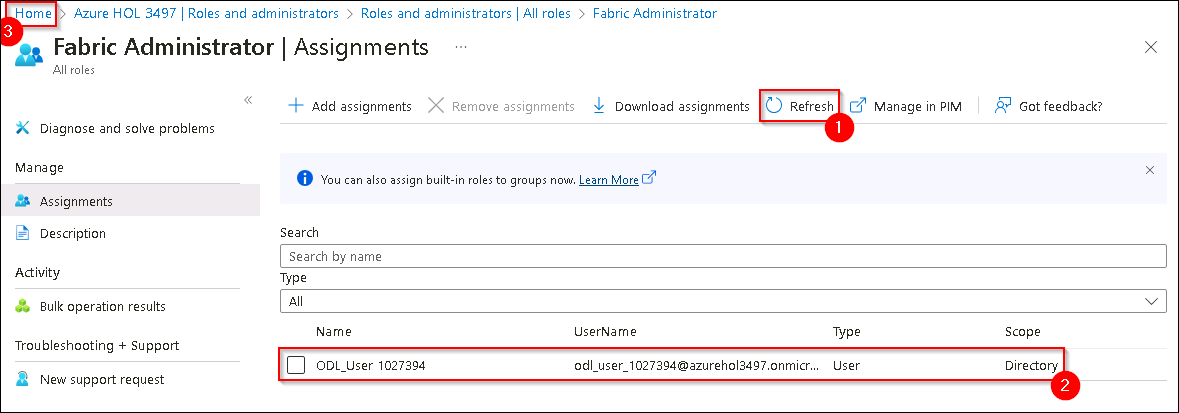 Home > Azure HOL 3497 | Roles and administrators > Roles and administrators | All roles > Fabric Administrator
3
Fabric Administrator | Assignments ...
All roles
Add assignments Remove assignments Download assignments Refresh Manage in PIM Got feedback?
1
Diagnose and solve problems
Manage
Assignments
Description
Activity
Bulk operation results
Troubleshooting + Support
New support request
You can also assign built-in roles to groups now. Learn More
Search
Search by name
Type
All
Name UserName Type Scope
ODL_User 1027394 odl_user_1027394@azurehol3497.onmicr... User Directory
2